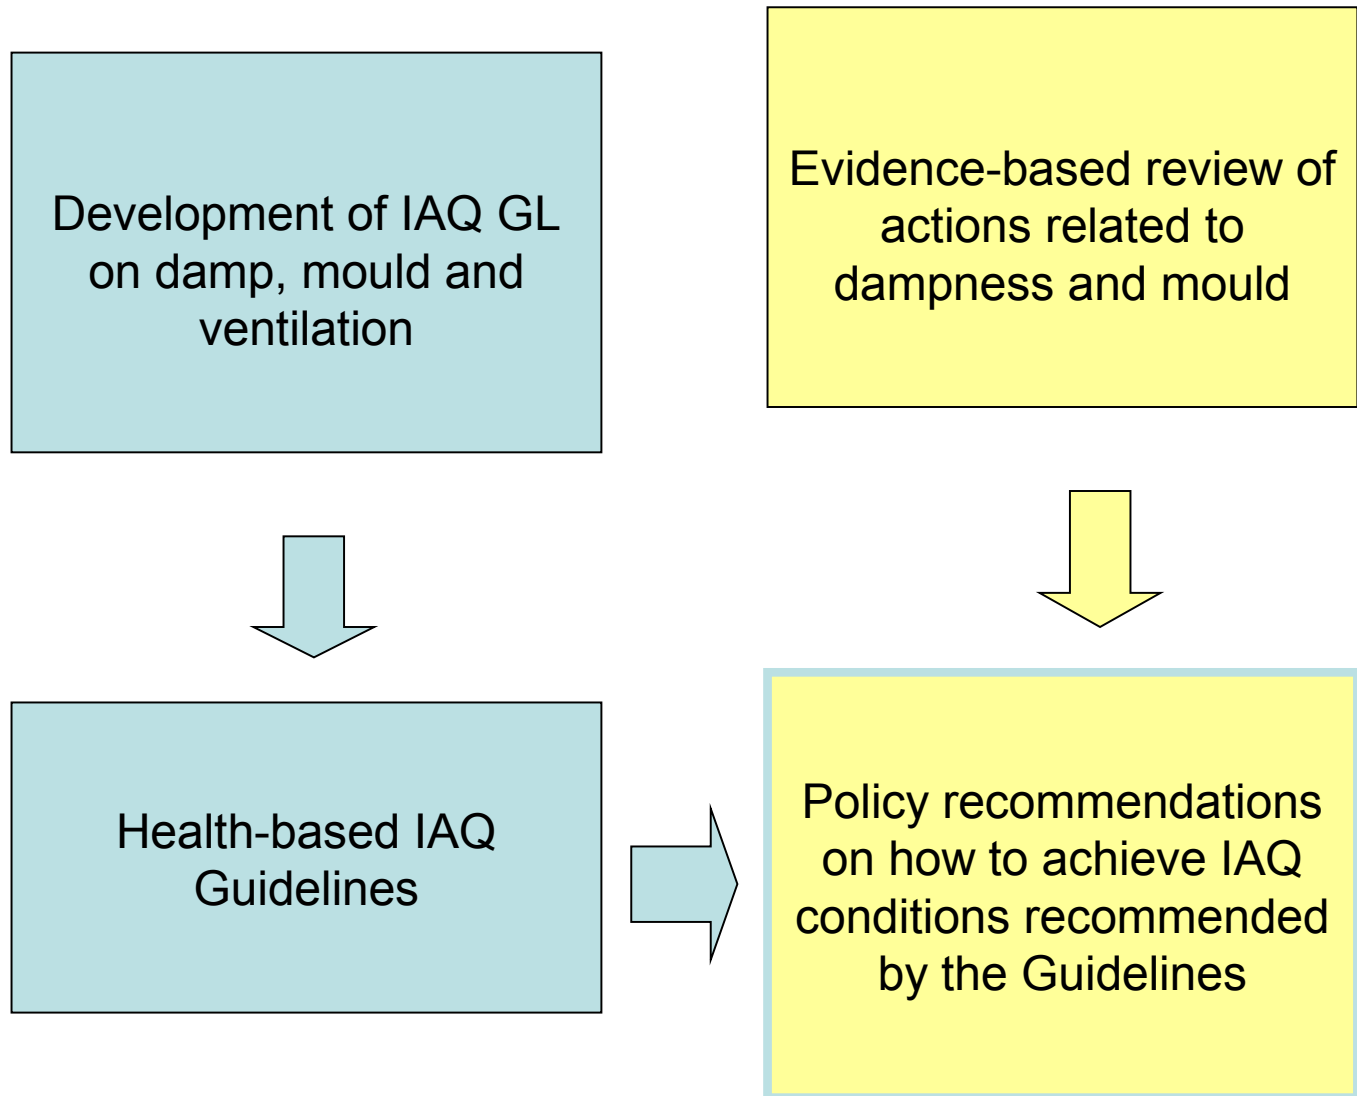 Development of IAQ GL
on damp, mould and
ventilation
Evidence-based review of
actions related to
dampness and mould
Health-based IAQ
Guidelines
Policy recommendations
on how to achieve IAQ
conditions recommended
by the Guidelines